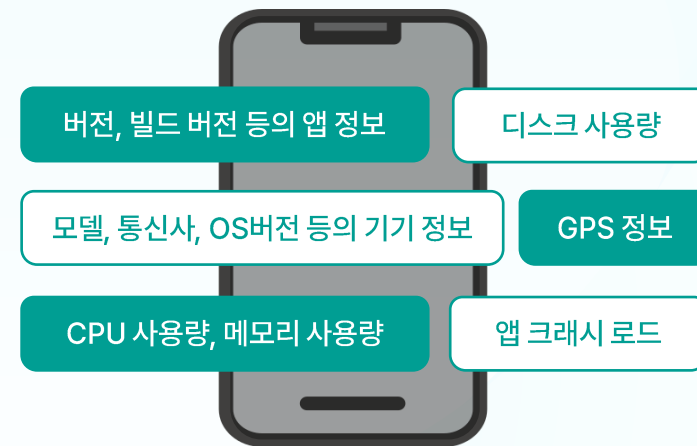 버전, 빌드 버전 등의 앱 정보
디스크 사용량
모델, 통신사, OS버전 등의 기기 정보
GPS 정보
CPU 사용량, 메모리 사용량
앱 크래시 로드